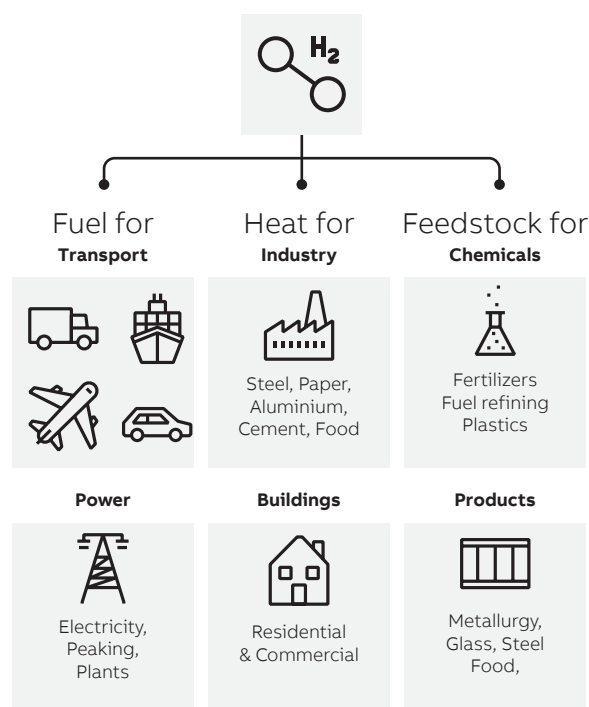 H2
Fuel for
Transport
Heat for
Industry
Steel, Paper,
Aluminium,
Cement, Food
Feedstock for
Chemicals
Fertilizers
Fuel refining
Plastics
Power
Electricity,
Peaking,
Plants
Buildings
Residential
& Commercial
Products
Metallurgy,
Glass, Steel
Food,